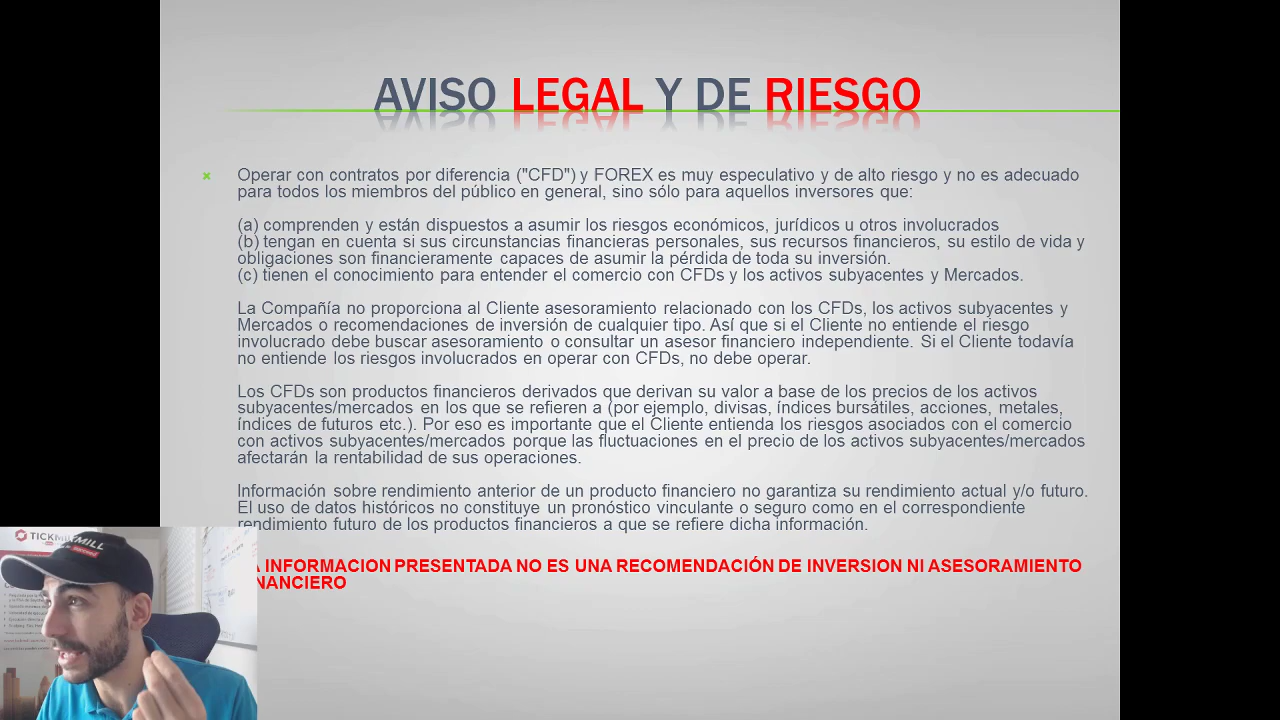 AVISO LEGAL Y DE RIESGO
Operar con contratos por diferencia ("CFD") y FOREX es muy especulativo y de alto riesgo y no es adecuado
para todos los miembros del público en general, sino sólo para aquellos inversores que:
(a) comprenden y están dispuestos a asumir los riesgos económicos, jurídicos u otros involucrados
(b) tengan en cuenta si sus circunstancias financieras personales, sus recursos financieros, su estilo de vida y
obligaciones son financieramente capaces de asumir la pérdida de toda su inversión.
(c) tienen el conocimiento para entender el comercio con CFDs y los activos subyacentes y Mercados.
La Compañía no proporciona al Cliente asesoramiento relacionado con los CFDs, los activos subyacentes y
Mercados o recomendaciones de inversión de cualquier tipo. Así que si el Cliente no entiende el riesgo
involucrado debe buscar asesoramiento o consultar un asesor financiero independiente. Si el Cliente todavía
no entiende los riesgos involucrados en operar con CFDs, no debe operar.
Los CFDs son productos financieros derivados que derivan su valor a base de los precios de los activos
subyacentes/mercados en los que se refieren a (por ejemplo, divisas, índices bursátiles, acciones, metales,
índices de futuros etc.). Por eso es importante que el Cliente entienda los riesgos asociados con el comercio
con activos subyacentes/mercados porque las fluctuaciones en el precio de los activos subyacentes/mercados
afectarán la rentabilidad de sus operaciones.
Información sobre rendimiento anterior de un producto financiero no garantiza su rendimiento actual y/o futuro.
El uso de datos históricos no constituye un pronóstico vinculante o seguro como en el correspondiente
rendimiento futuro de los productos financieros a que se refiere dicha información.
A INFORMACION PRESENTADA NO ES UNA RECOMENDACIÓN DE INVERSION NI ASESORAMIENTO
NANCIERO